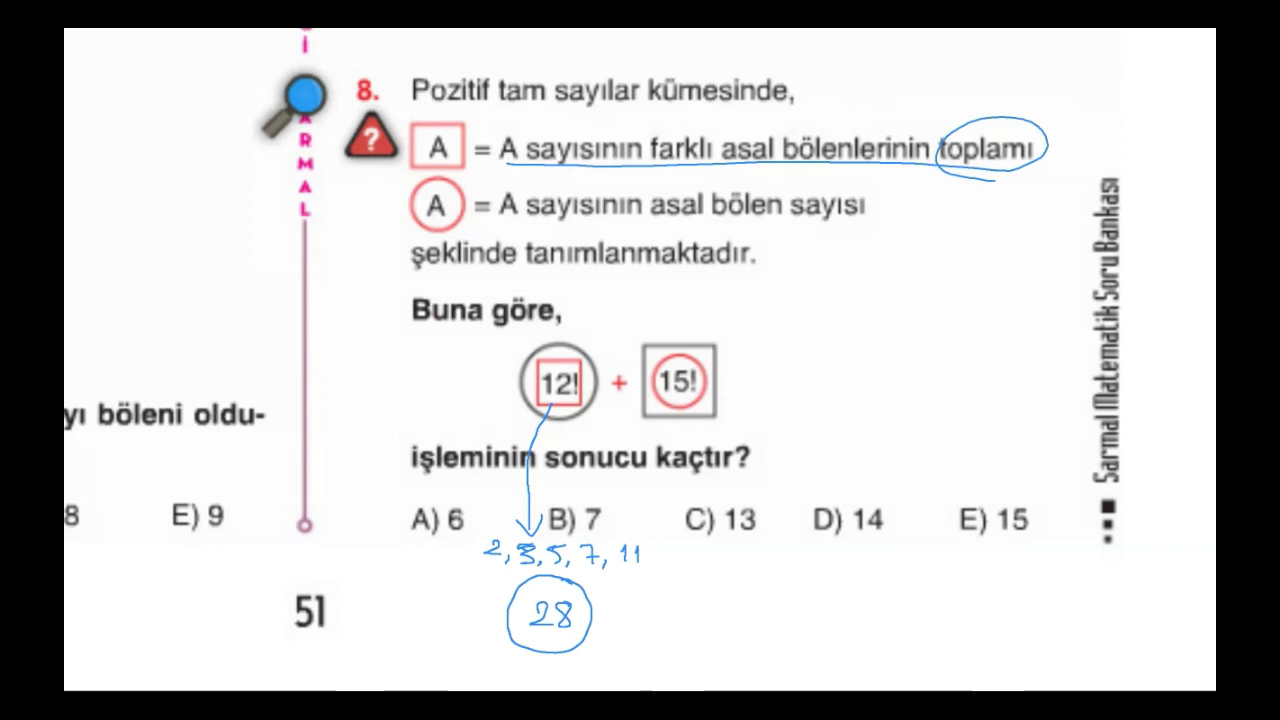 İ
A
R
M
A
L
8. Pozitif tam sayılar kümesinde,
? A = A sayısının farklı asal bölenlerinin toplamı
A = A sayısının asal bölen sayısı
şeklinde tanımlanmaktadır.
Buna göre,
12! + 15!
yı böleni oldu-
işleminin sonucu kaçtır?
8 E) 9
A) 6 B) 7 C) 13 D) 14 E) 15
2, 3, 5, 7, 11
28
51
Sarmal Matematik Soru Bankası